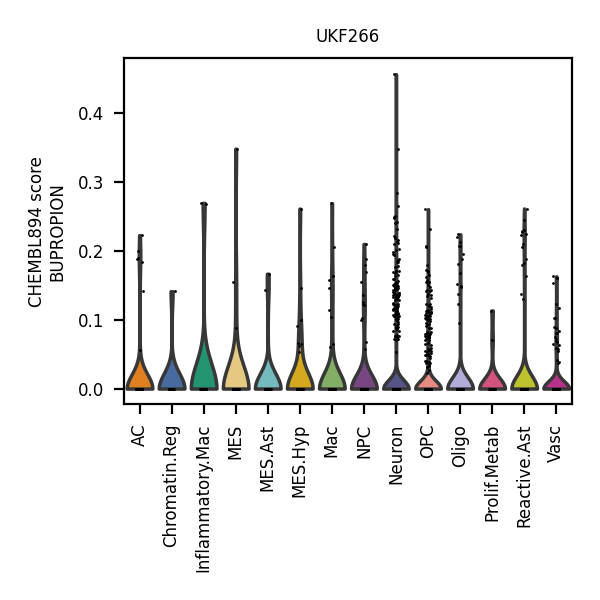 UKF266
CHEMBL894 score
BUPROPION
0.4
0.3
0.2
0.1
0.0
AC
Chromatin.Reg
Inflammatory.Mac
MES
MES.Ast
MES.Hyp
Mac
NPC
Neuron
OPC
Oligo
Prolif.Metab
Reactive.Ast
Vasc